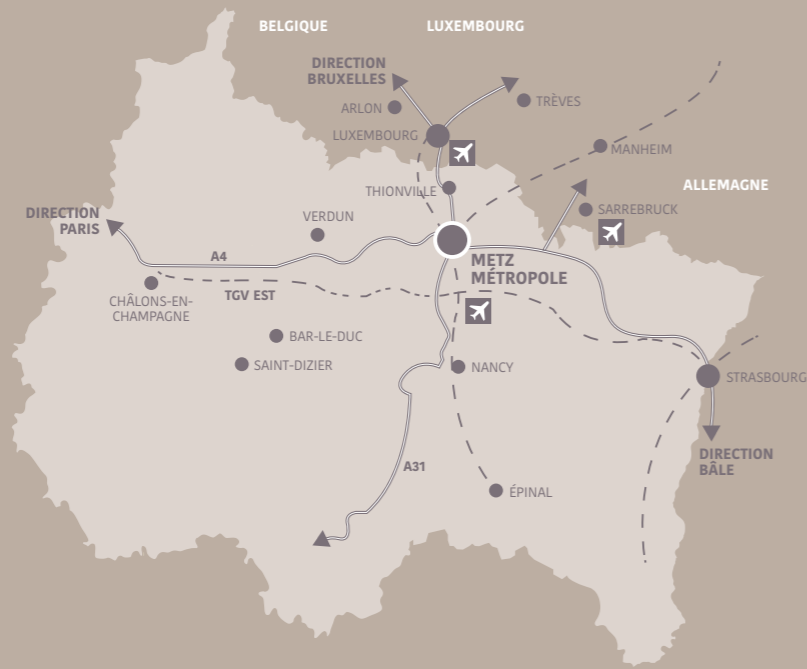 BELGIQUE
LUXEMBOURG
DIRECTION
BRUXELLES
ARLON
TRÈVES
LUXEMBOURG
MANHEIM
THIONVILLE
ALLEMAGNE
SARREBRUCK
DIRECTION
PARIS
VERDUN
A4
METZ
MÉTROPOLE
CHÂLONS-EN-
CHAMPAGNE
TGV EST
BAR-LE-DUC
SAINT-DIZIER
NANCY
STRASBOURG
DIRECTION
BÂLE
A31
ÉPINAL